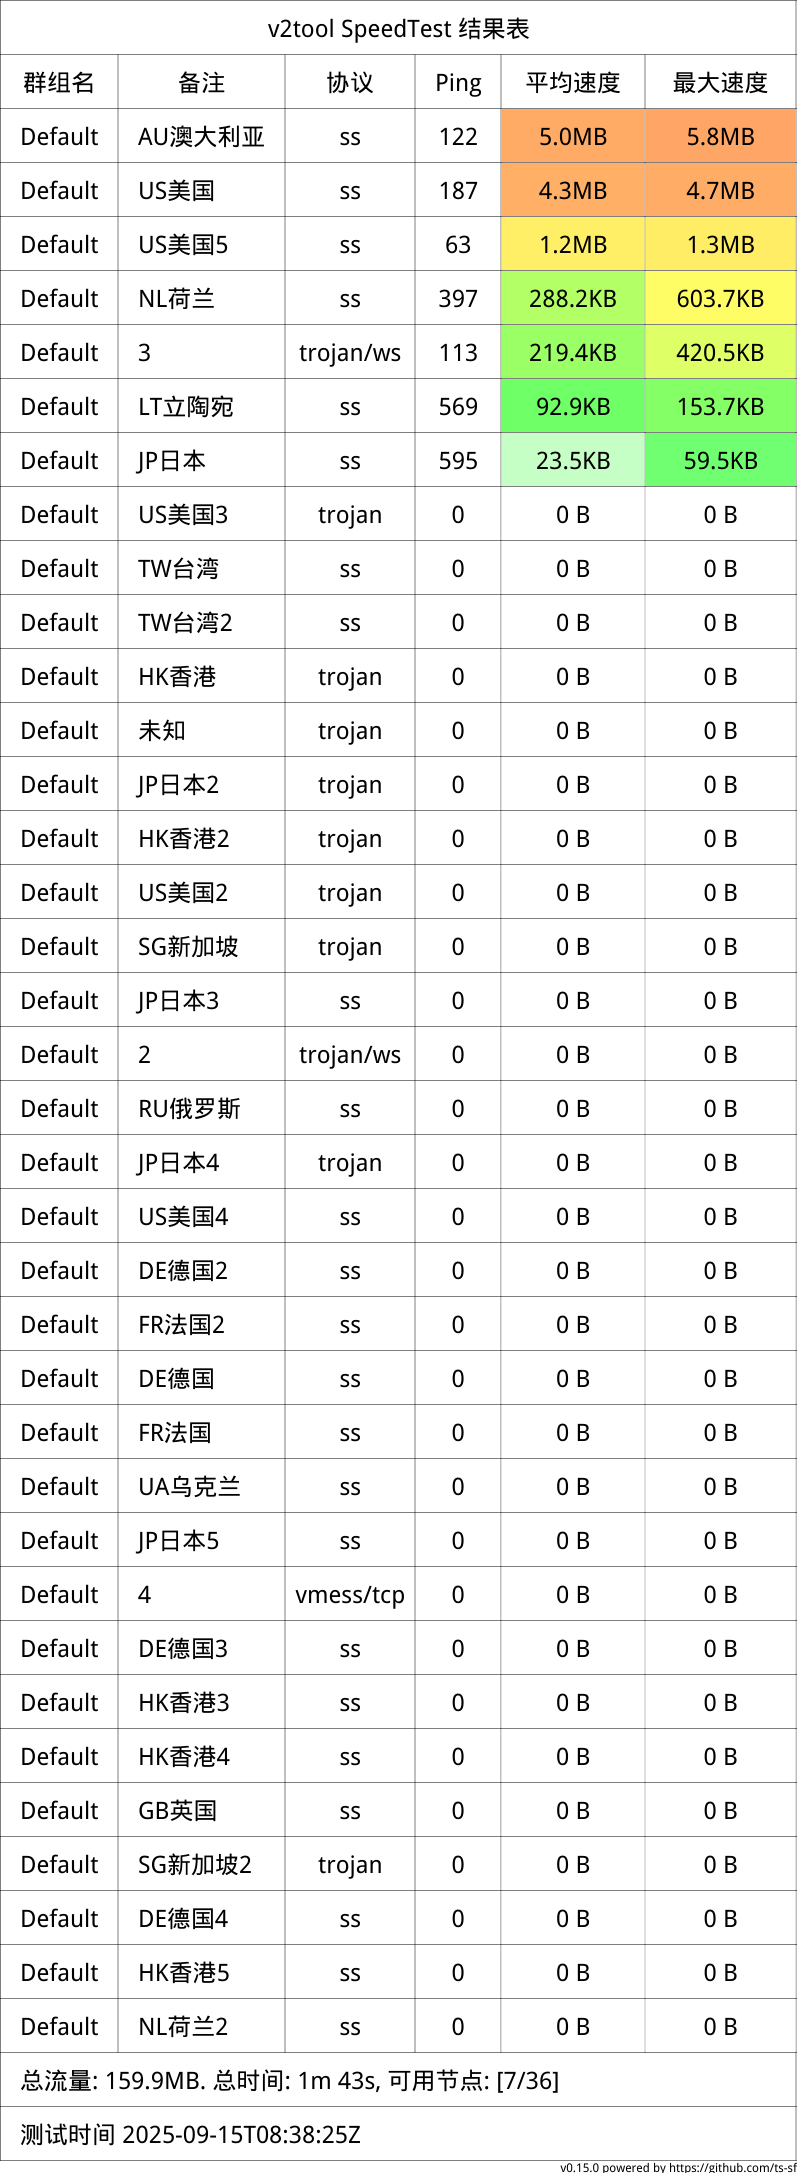 v2tool SpeedTest 结果表
群组名 备注 协议 Ping 平均速度 最大速度
Default AU澳大利亚 ss 122 5.0MB 5.8MB
Default US美国 ss 187 4.3MB 4.7MB
Default US美国5 ss 63 1.2MB 1.3MB
Default NL荷兰 ss 397 288.2KB 603.7KB
Default 3 trojan/ws 113 219.4KB 420.5KB
Default LT立陶宛 ss 569 92.9KB 153.7KB
Default JP日本 ss 595 23.5KB 59.5KB
Default US美国3 trojan 0 0 B 0 B
Default TW台湾 ss 0 0 B 0 B
Default TW台湾2 ss 0 0 B 0 B
Default HK香港 trojan 0 0 B 0 B
Default 未知 trojan 0 0 B 0 B
Default JP日本2 trojan 0 0 B 0 B
Default HK香港2 trojan 0 0 B 0 B
Default US美国2 trojan 0 0 B 0 B
Default SG新加坡 trojan 0 0 B 0 B
Default JP日本3 ss 0 0 B 0 B
Default 2 trojan/ws 0 0 B 0 B
Default RU俄罗斯 ss 0 0 B 0 B
Default JP日本4 trojan 0 0 B 0 B
Default US美国4 ss 0 0 B 0 B
Default DE德国2 ss 0 0 B 0 B
Default FR法国2 ss 0 0 B 0 B
Default DE德国 ss 0 0 B 0 B
Default FR法国 ss 0 0 B 0 B
Default UA乌克兰 ss 0 0 B 0 B
Default JP日本5 ss 0 0 B 0 B
Default 4 vmess/tcp 0 0 B 0 B
Default DE德国3 ss 0 0 B 0 B
Default HK香港3 ss 0 0 B 0 B
Default HK香港4 ss 0 0 B 0 B
Default GB英国 ss 0 0 B 0 B
Default SG新加坡2 trojan 0 0 B 0 B
Default DE德国4 ss 0 0 B 0 B
Default HK香港5 ss 0 0 B 0 B
Default NL荷兰2 ss 0 0 B 0 B
总流量: 159.9MB. 总时间: 1m 43s, 可用节点: [7/36]
测试时间 2025-09-15T08:38:25Z
v0.15.0 powered by https://github.com/ts-sf